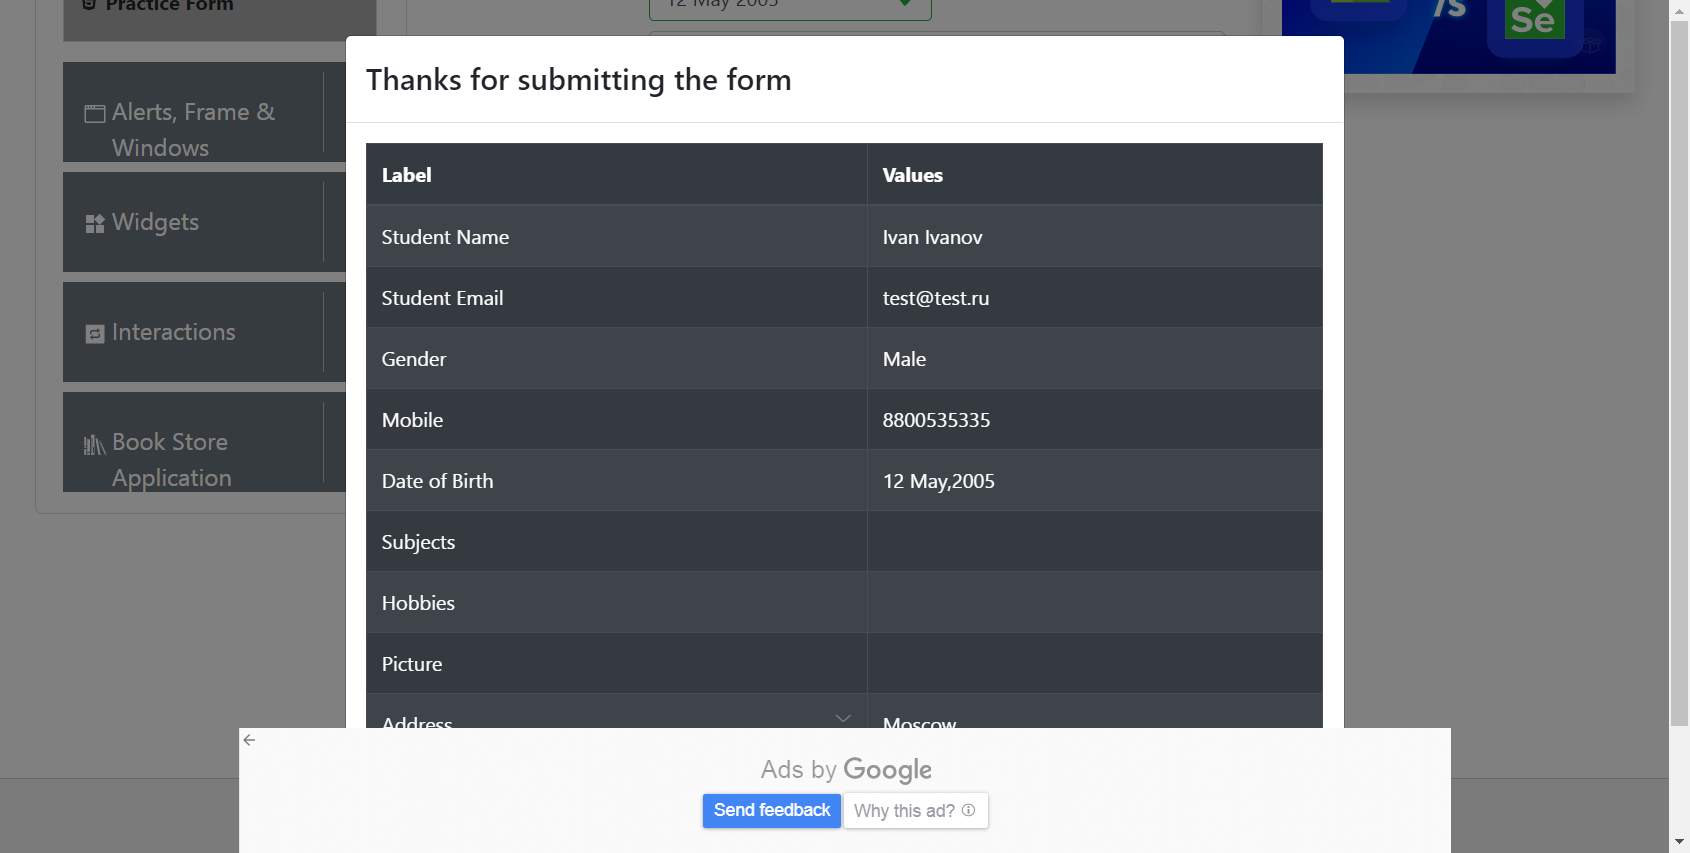 Practice Form
12 May 2005
Se
Thanks for submitting the form
Alerts, Frame &
Windows
Widgets
Interactions
Book Store
Application
Label Values
Student Name Ivan Ivanov
Student Email test@test.ru
Gender Male
Mobile 8800535335
Date of Birth 12 May,2005
Subjects
Hobbies
Picture
Address Moscow
Ads by Google
Send feedback Why this ad?